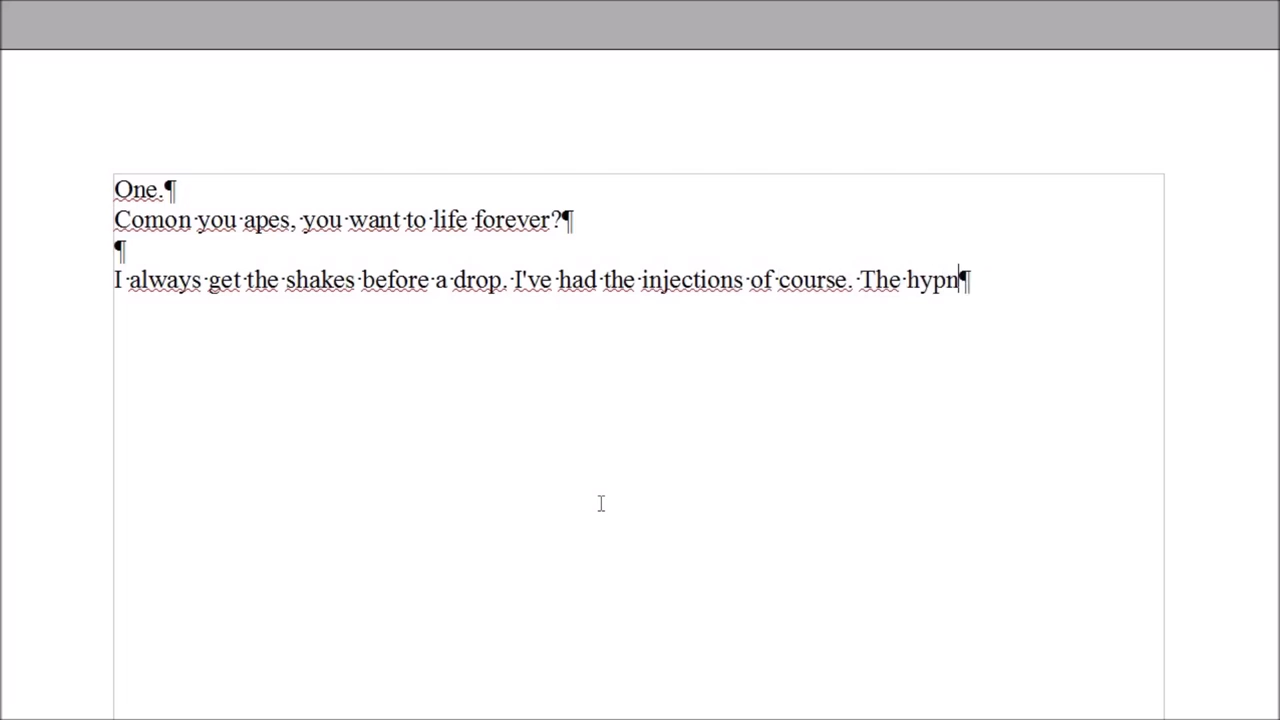 One.
Comon you apes, you want to life forever?
I always get the shakes before a drop. I've had the injections of course. The hypn